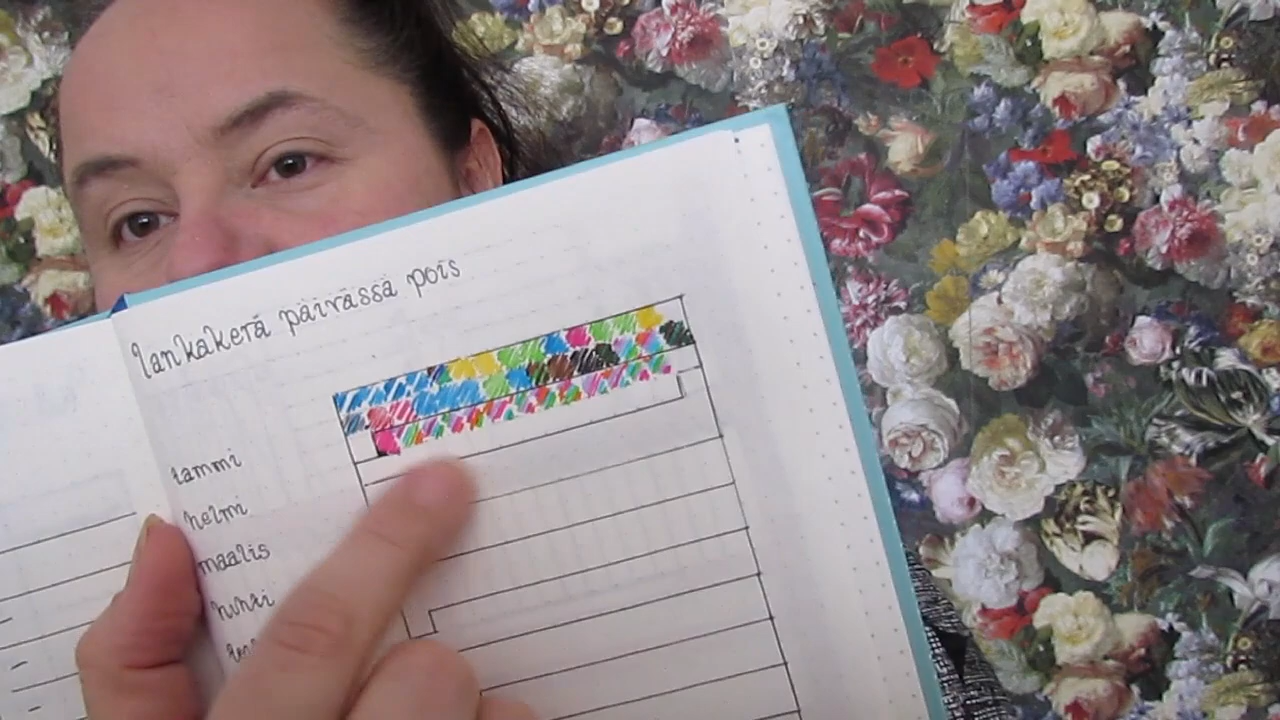 lankakerä päivässä pois
tammi
helmi
maalis
huhti